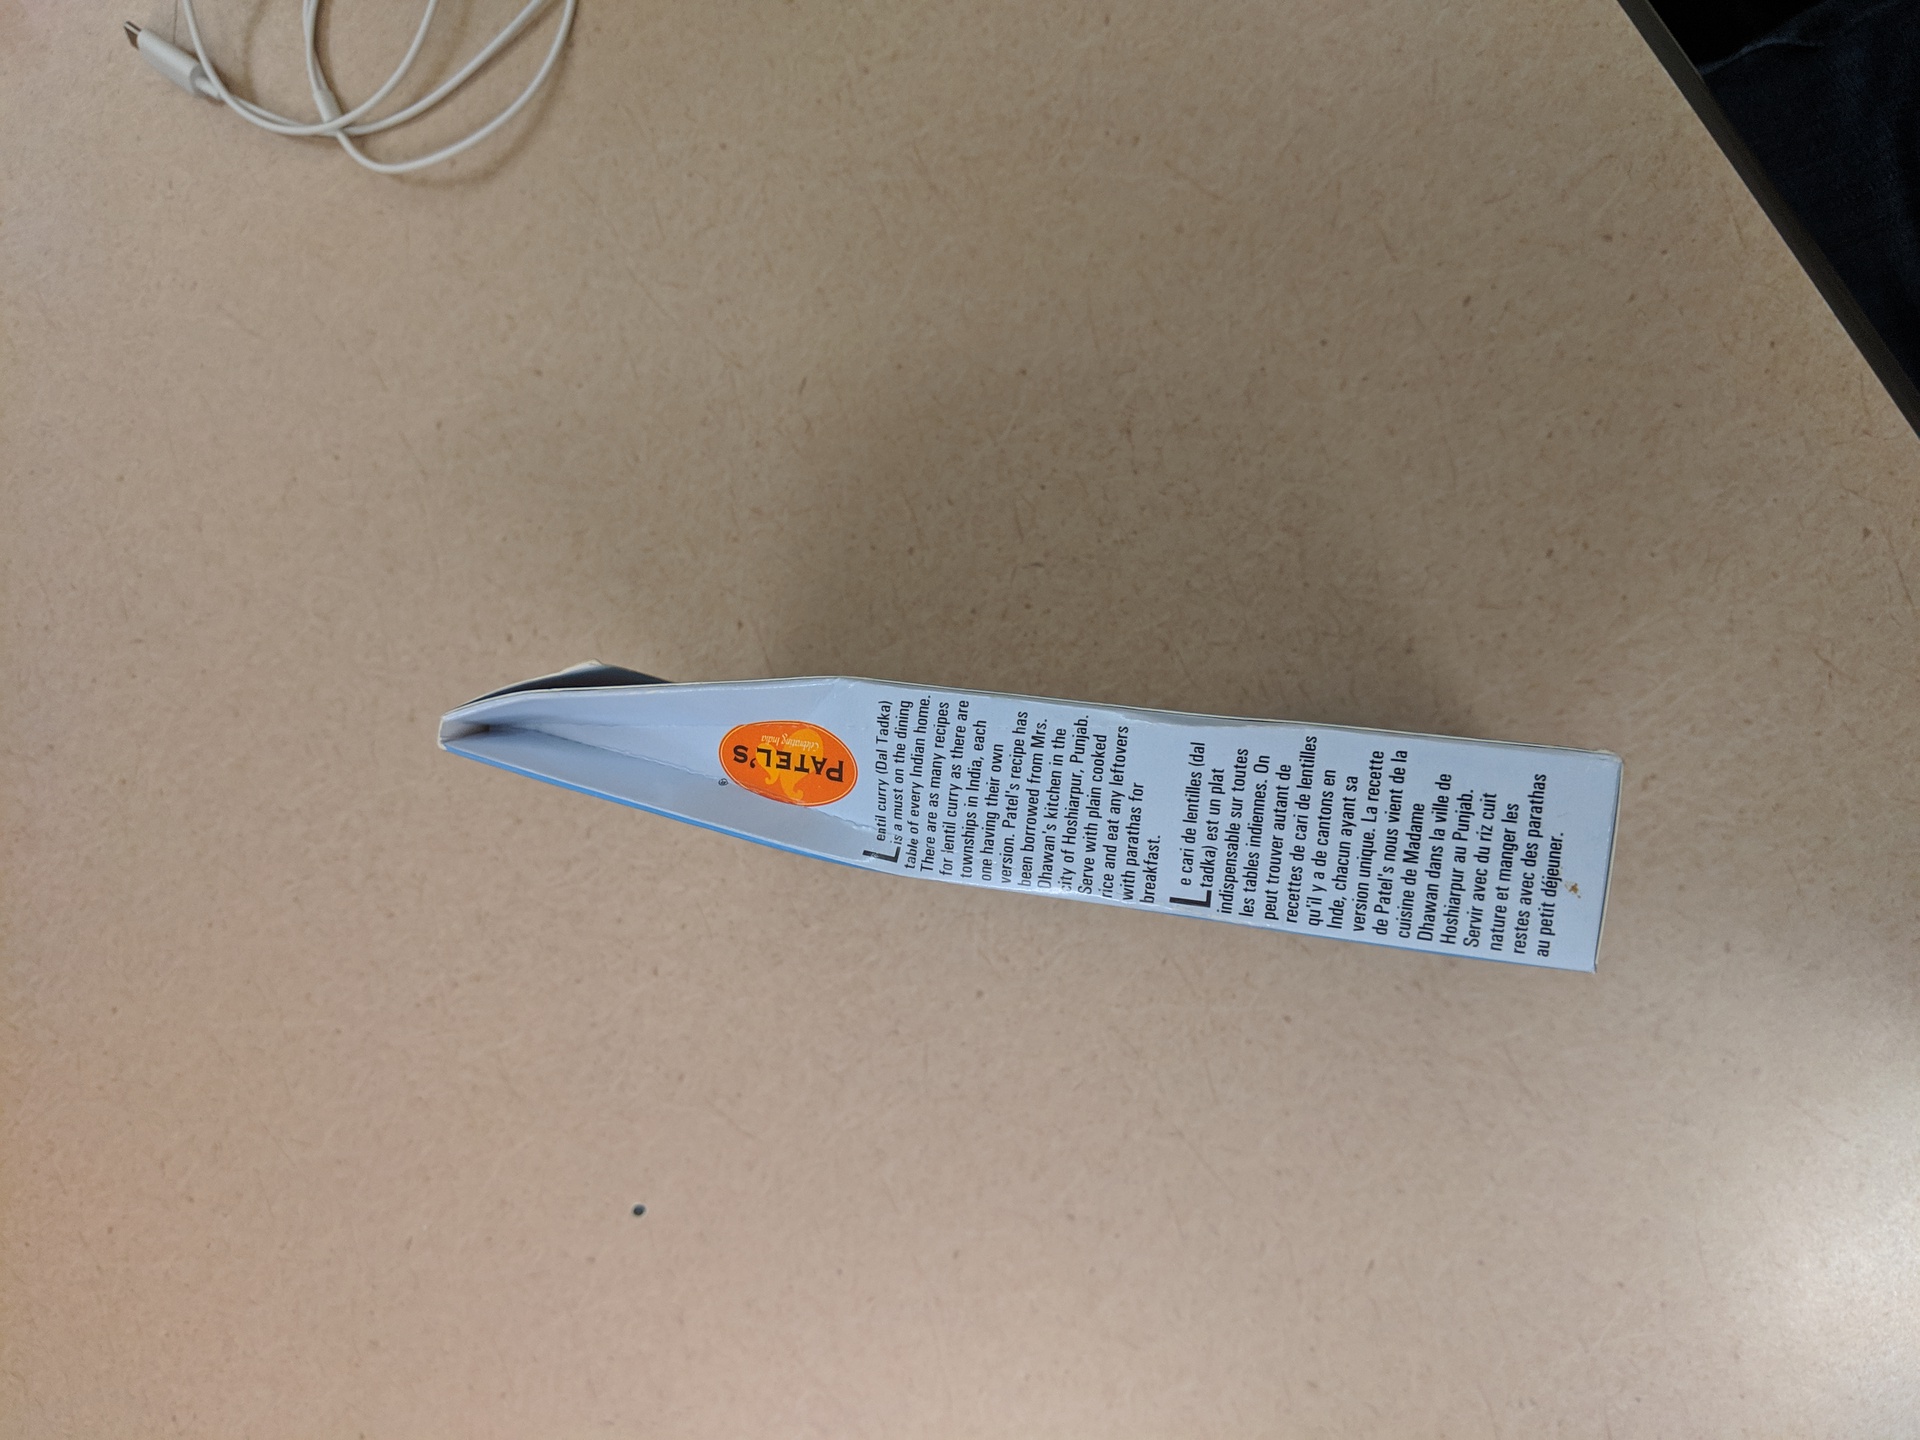 ®
PATEL'S
Celebrating India
Lentil curry (Dal Tadka)
is a must on the dining
table of every Indian home.
There are as many recipes
for lentil curry as there are
townships in India, each
one having their own
version. Patel's recipe has
been borrowed from Mrs.
Dhawan's kitchen in the
city of Hoshiarpur, Punjab.
Serve with plain cooked
rice and eat any leftovers
with parathas for
breakfast.
Le cari de lentilles (dal
tadka) est un plat
indispensable sur toutes
les tables indiennes. On
peut trouver autant de
recettes de cari de lentilles
qu'il y a de cantons en
Inde, chacun ayant sa
version unique. La recette
de Patel's nous vient de la
cuisine de Madame
Dhawan dans la ville de
Hoshiarpur au Punjab.
Servir avec du riz cuit
nature et manger les
restes avec des parathas
au petit déjeuner.